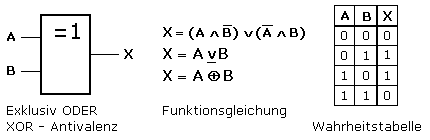 A
B
=1
X
Exklusiv ODER
XOR - Antivalenz
X = (A ∧ B̅) ∨ (A̅ ∧ B)
X = A v̲ B
X = A ⊕ B
Funktionsgleichung
A B X
0 0 0
0 1 1
1 0 1
1 1 0
Wahrheitstabelle